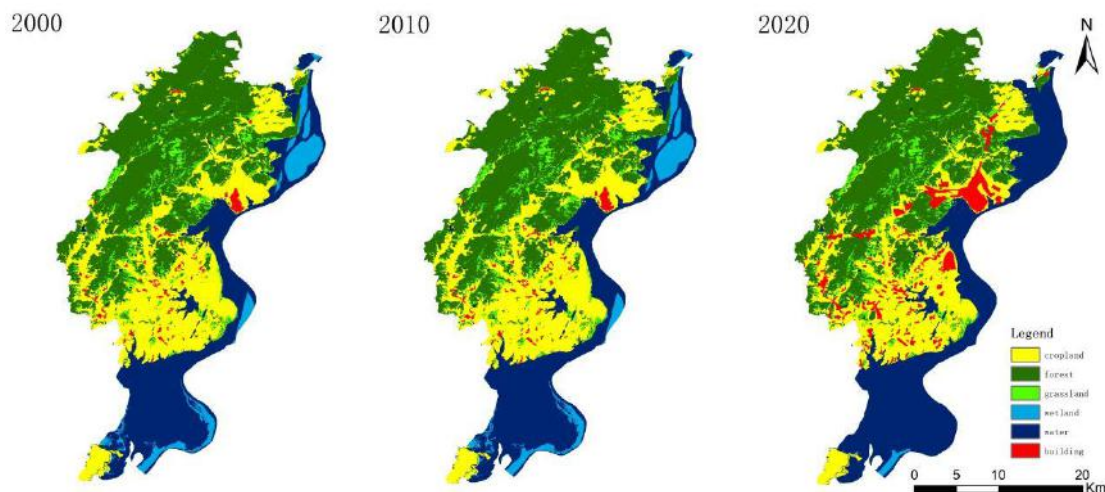 2000
2010
2020
N
Legend
cropland
forest
grassland
wetland
water
building
0 5 10 20
Km